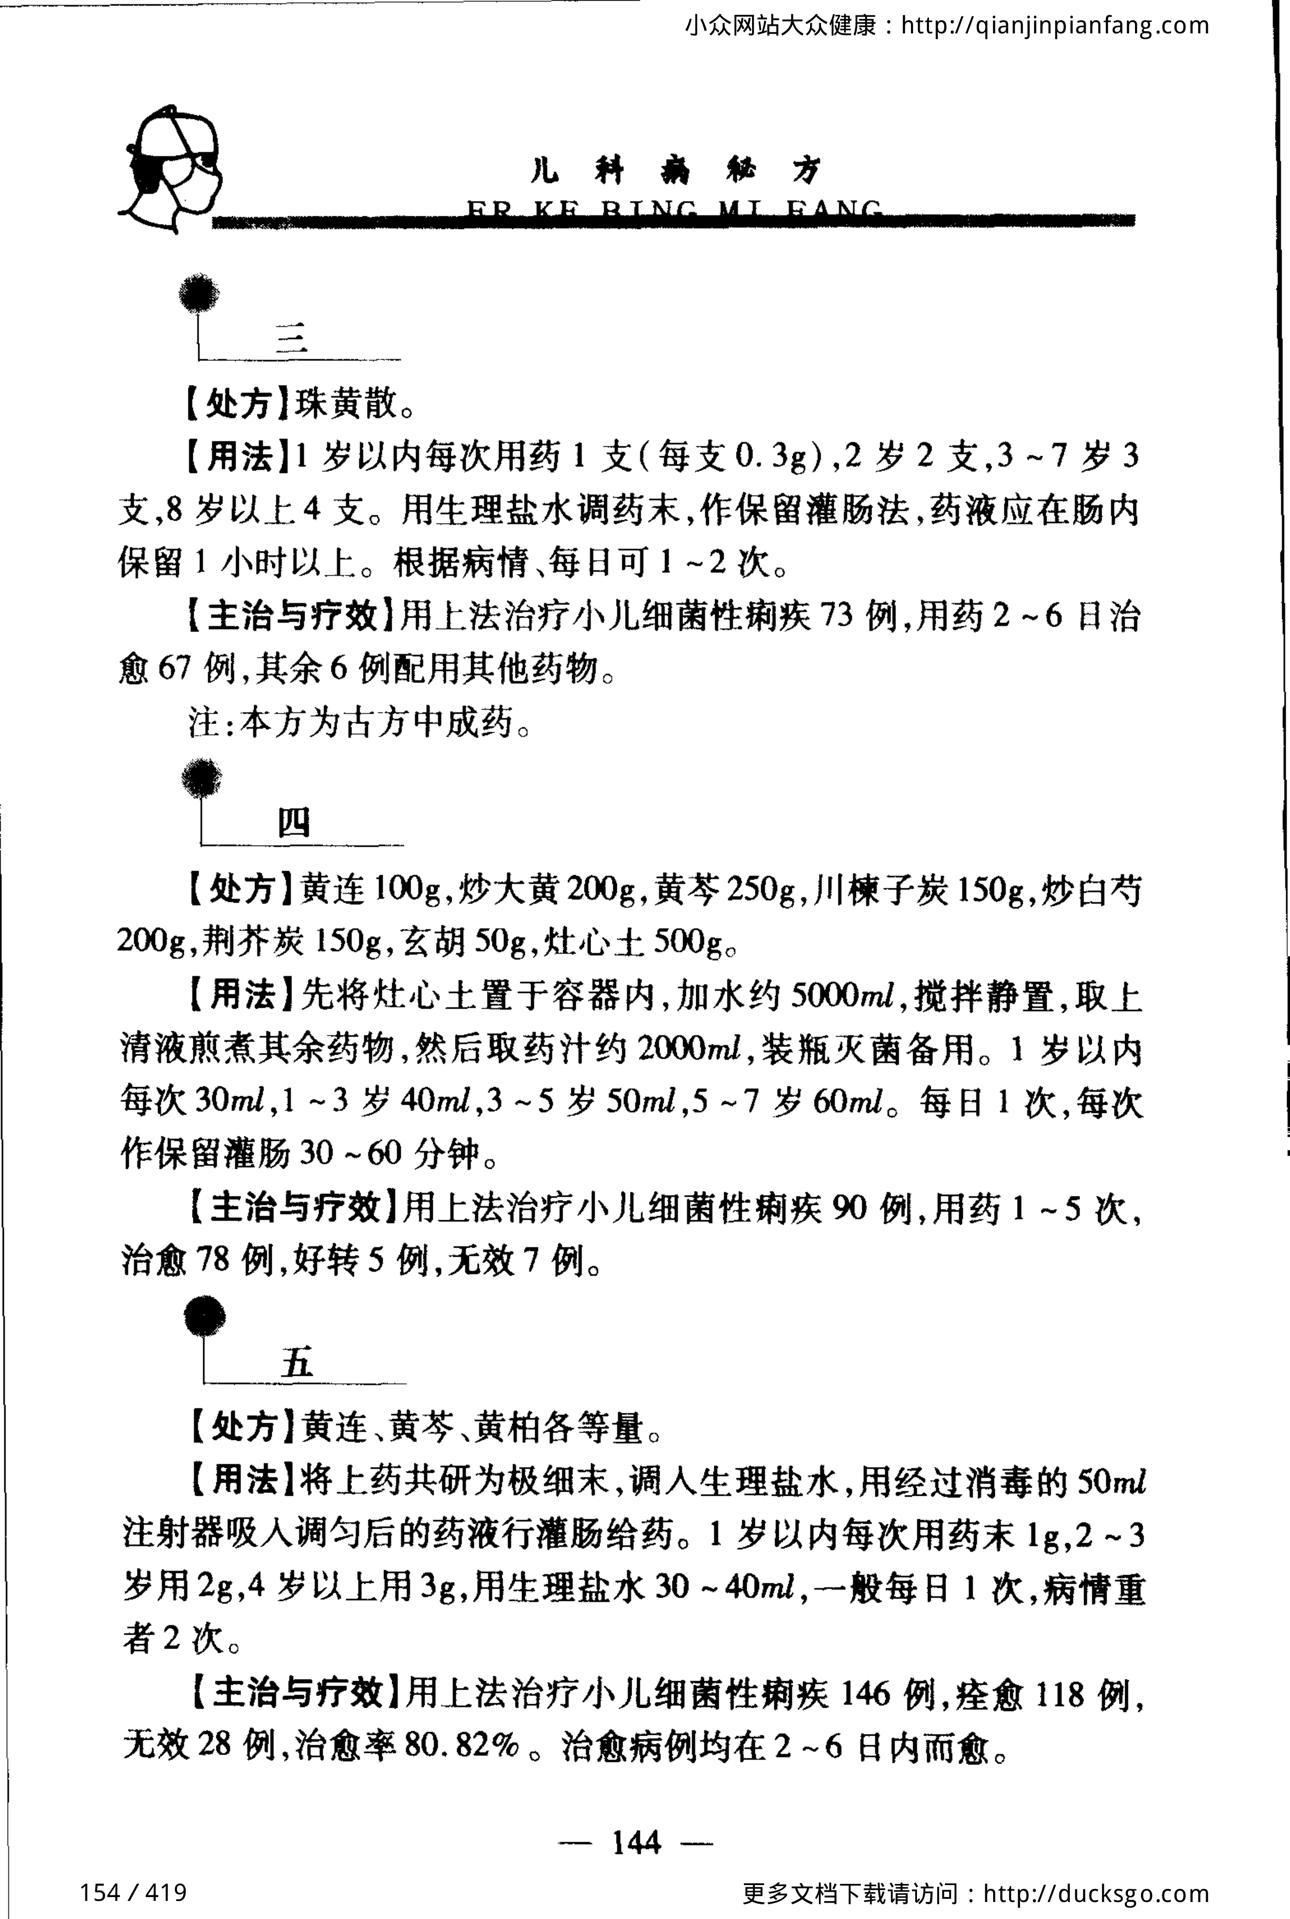 小众网站大众健康：http://qianjinpianfang.com
儿科病秘方
ER KE BING MI FANG
三
【处方】珠黄散。
【用法】1 岁以内每次用药 1 支(每支0.3g),2 岁 2 支,3~7 岁 3
支,8 岁以上 4 支。用生理盐水调药末,作保留灌肠法,药液应在肠内
保留 1 小时以上。根据病情、每日可 1~2 次。
【主治与疗效】用上法治疗小儿细菌性痢疾 73 例,用药 2~6 日治
愈 67 例,其余 6 例配用其他药物。
注:本方为古方中成药。
四
【处方】黄连 100g,炒大黄 200g,黄芩 250g,川楝子炭 150g,炒白芍
200g,荆芥炭 150g,玄胡 50g,灶心土 500g。
【用法】先将灶心土置于容器内,加水约 5000ml,搅拌静置,取上
清液煎煮其余药物,然后取药汁约 2000ml,装瓶灭菌备用。1 岁以内
每次 30ml,1~3 岁 40ml,3~5 岁 50ml,5~7 岁 60ml。每日 1 次,每次
作保留灌肠 30~60 分钟。
【主治与疗效】用上法治疗小儿细菌性痢疾 90 例,用药 1~5 次,
治愈 78 例,好转 5 例,无效 7 例。
五
【处方】黄连、黄芩、黄柏各等量。
【用法】将上药共研为极细末,调人生理盐水,用经过消毒的 50ml
注射器吸人调匀后的药液行灌肠给药。1 岁以内每次用药末 1g,2~3
岁用 2g,4 岁以上用 3g,用生理盐水 30~40ml,一般每日 1 次,病情重
者 2 次。
【主治与疗效】用上法治疗小儿细菌性痢疾 146 例,痊愈 118 例,
无效 28 例,治愈率 80.82%。治愈病例均在 2~6 日内而愈。
— 144 —
154 / 419
更多文档下载请访问：http://ducksgo.com